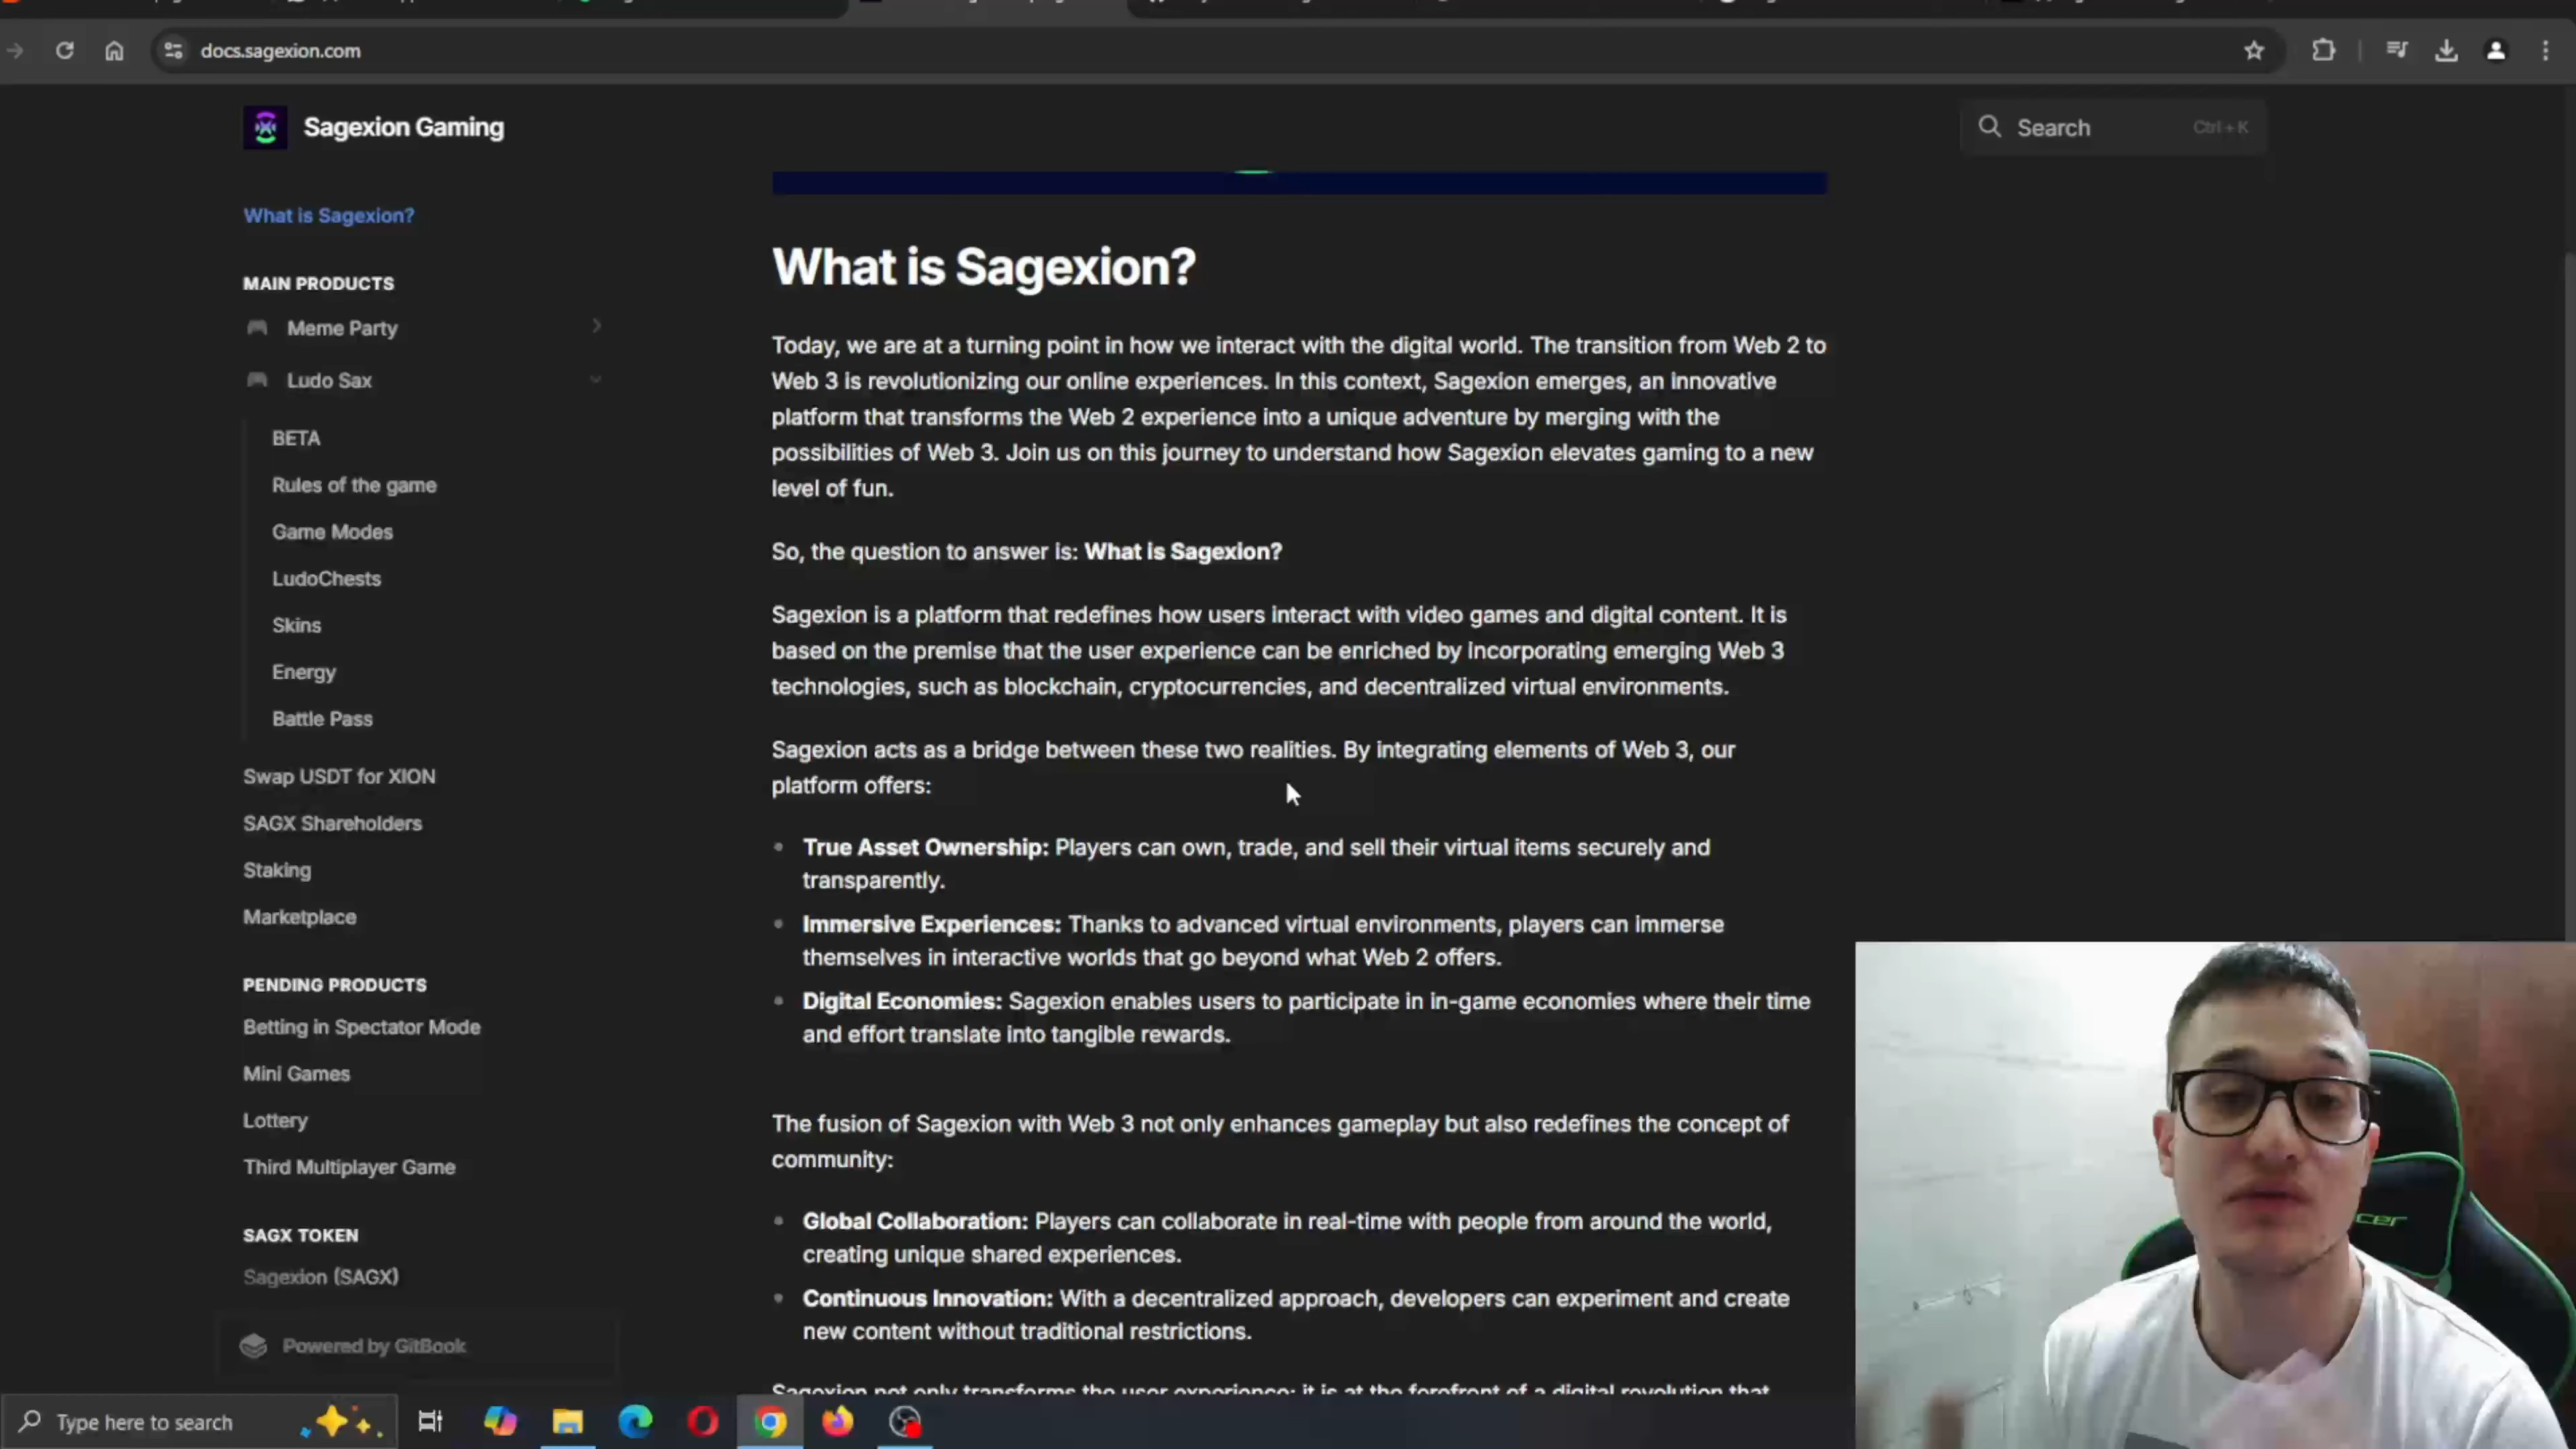 docs.sagexion.com
Sagexion Gaming
Search
Ctrl + K
What is Sagexion?
MAIN PRODUCTS
Meme Party
Ludo Sax
BETA
Rules of the game
Game Modes
LudoChests
Skins
Energy
Battle Pass
Swap USDT for XION
SAGX Shareholders
Staking
Marketplace
PENDING PRODUCTS
Betting in Spectator Mode
Mini Games
Lottery
Third Multiplayer Game
SAGX TOKEN
Sagexion (SAGX)
Powered by GitBook
What is Sagexion?
Today, we are at a turning point in how we interact with the digital world. The transition from Web 2 to
Web 3 is revolutionizing our online experiences. In this context, Sagexion emerges, an innovative
platform that transforms the Web 2 experience into a unique adventure by merging with the
possibilities of Web 3. Join us on this journey to understand how Sagexion elevates gaming to a new
level of fun.
So, the question to answer is: What is Sagexion?
Sagexion is a platform that redefines how users interact with video games and digital content. It is
based on the premise that the user experience can be enriched by incorporating emerging Web 3
technologies, such as blockchain, cryptocurrencies, and decentralized virtual environments.
Sagexion acts as a bridge between these two realities. By integrating elements of Web 3, our
platform offers:
True Asset Ownership: Players can own, trade, and sell their virtual items securely and
transparently.
Immersive Experiences: Thanks to advanced virtual environments, players can immerse
themselves in interactive worlds that go beyond what Web 2 offers.
Digital Economies: Sagexion enables users to participate in in-game economies where their time
and effort translate into tangible rewards.
The fusion of Sagexion with Web 3 not only enhances gameplay but also redefines the concept of
community:
Global Collaboration: Players can collaborate in real-time with people from around the world,
creating unique shared experiences.
Continuous Innovation: With a decentralized approach, developers can experiment and create
new content without traditional restrictions.
Sagexion not only transforms the user experience; it is at the forefront of a digital revolution that
cer
Type here to search